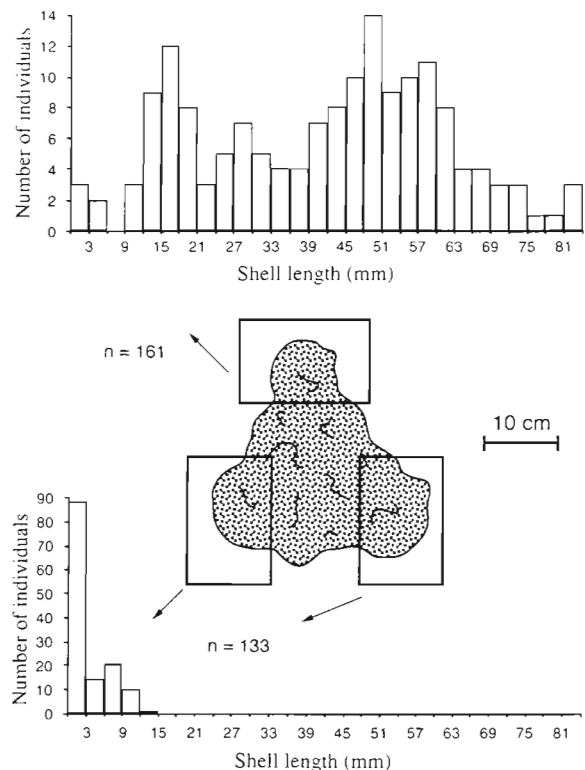 Number of individuals
14
12
10
8
6
4
2
0
3 9 15 21 27 33 39 45 51 57 63 69 75 81
Shell length (mm)
n = 161
10 cm
Number of individuals
90
80
70
60
50
40
30
20
10
0
n = 133
3 9 15 21 27 33 39 45 51 57 63 69 75 81
Shell length (mm)